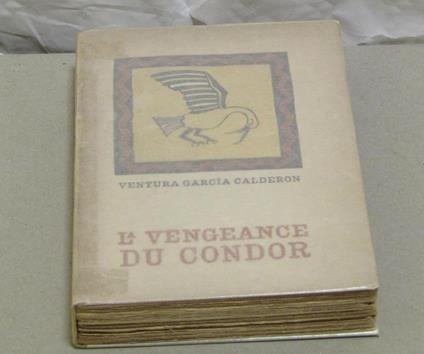 VENTURA GARCÍA CALDERON
LA VENGEANCE
DU CONDOR